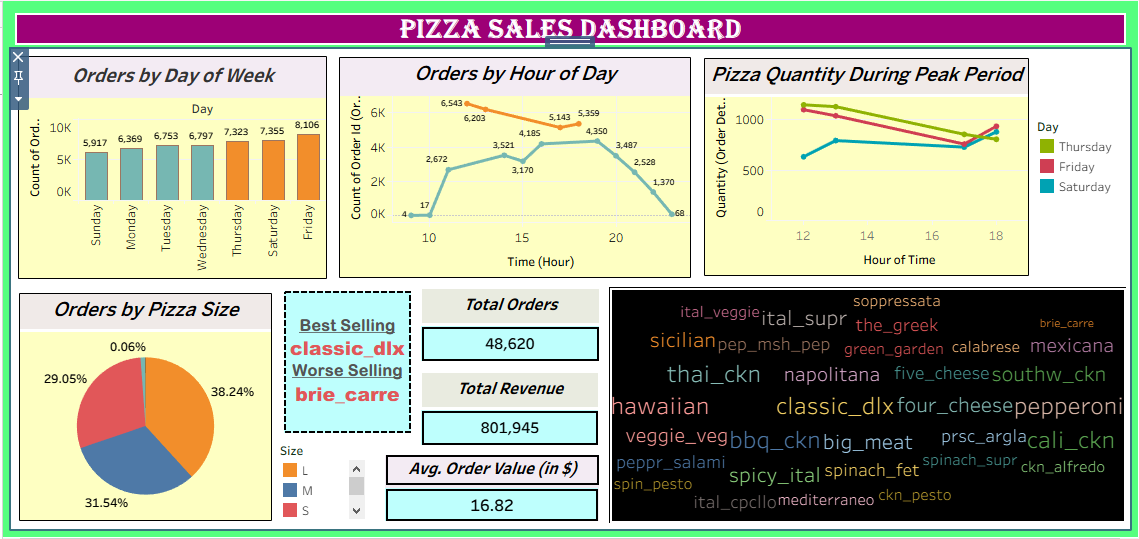 PIZZA SALES DASHBOARD
Orders by Day of Week
Day
Count of Ord..
10K
5K
0K
5,917
6,369
6,753
6,797
7,323
7,355
8,106
Sunday
Monday
Tuesday
Wednesday
Thursday
Saturday
Friday
Orders by Hour of Day
Count of Order Id (Or..
6K
4K
2K
0K
6,543
6,203
5,143
5,359
4
17
2,672
3,521
3,170
4,185
4,350
3,487
2,528
1,370
68
10
15
20
Time (Hour)
Pizza Quantity During Peak Period
Quantity (Order Det..
1000
500
0
12
14
16
18
Hour of Time
Day
Thursday
Friday
Saturday
Orders by Pizza Size
0.06%
29.05%
38.24%
31.54%
Best Selling
classic_dlx
Worse Selling
brie_carre
Size
L
M
S
Total Orders
48,620
Total Revenue
801,945
Avg. Order Value (in $)
16.82
soppressata
ital_veggie ital_supr the_greek brie_carre
sicilian pep_msh_pep green_garden calabrese mexicana
thai_ckn napolitana five_cheese southw_ckn
hawaiian classic_dlx four_cheese pepperoni
veggie_veg bbq_ckn big_meat prsc_argla cali_ckn
peppr_salami spicy_ital spinach_fet spinach_supr ckn_alfredo
spin_pesto ital_cpcllo mediterraneo ckn_pesto